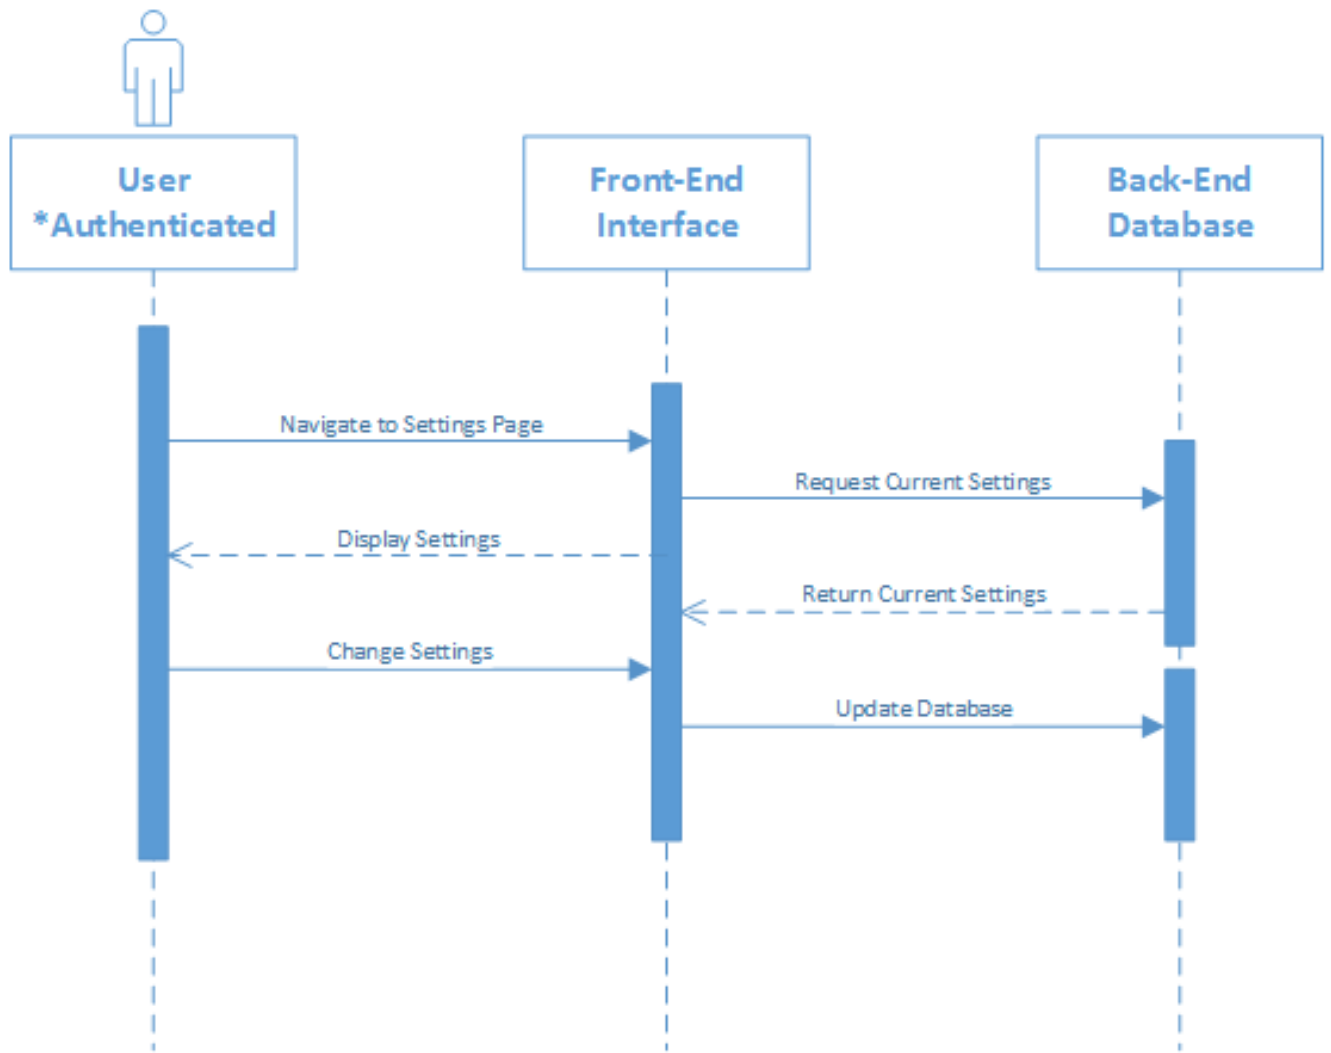 User
*Authenticated
Front-End
Interface
Back-End
Database
Navigate to Settings Page
Request Current Settings
Display Settings
Return Current Settings
Change Settings
Update Database